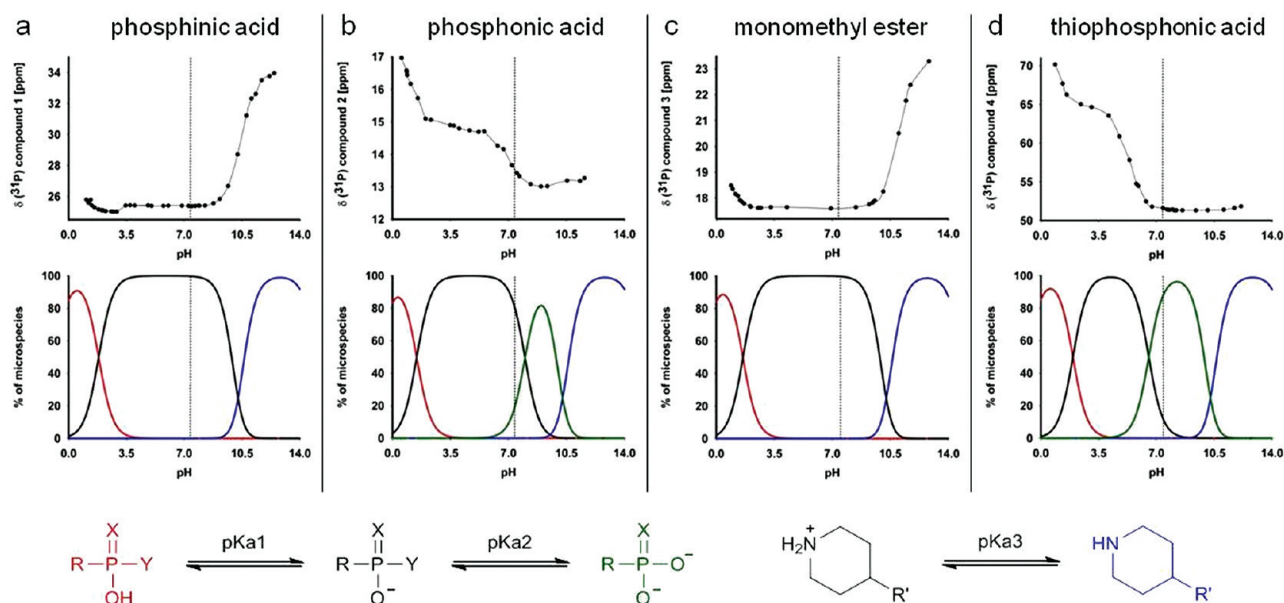 a phosphinic acid
b phosphonic acid
c monomethyl ester
d thiophosphonic acid
δ (³¹P) compound 1 [ppm]
34
32
30
28
26
0.0 3.5 7.0 10.5 14.0
pH
δ (³¹P) compound 2 [ppm]
17
16
15
14
13
12
0.0 3.5 7.0 10.5 14.0
pH
δ (³¹P) compound 3 [ppm]
23
22
21
20
19
18
0.0 3.5 7.0 10.5 14.0
pH
δ (³¹P) compound 4 [ppm]
70
65
60
55
50
0.0 3.5 7.0 10.5 14.0
pH
% of microspecies
100
80
60
40
20
0
0.0 3.5 7.0 10.5 14.0
pH
% of microspecies
100
80
60
40
20
0
0.0 3.5 7.0 10.5 14.0
pH
% of microspecies
100
80
60
40
20
0
0.0 3.5 7.0 10.5 14.0
pH
% of microspecies
100
80
60
40
20
0
0.0 3.5 7.0 10.5 14.0
pH
X
R P Y
OH
pKa1
X
R P Y
O⁻
pKa2
X
R P O⁻
O⁻
H₂N⁺
R'
pKa3
HN
R'